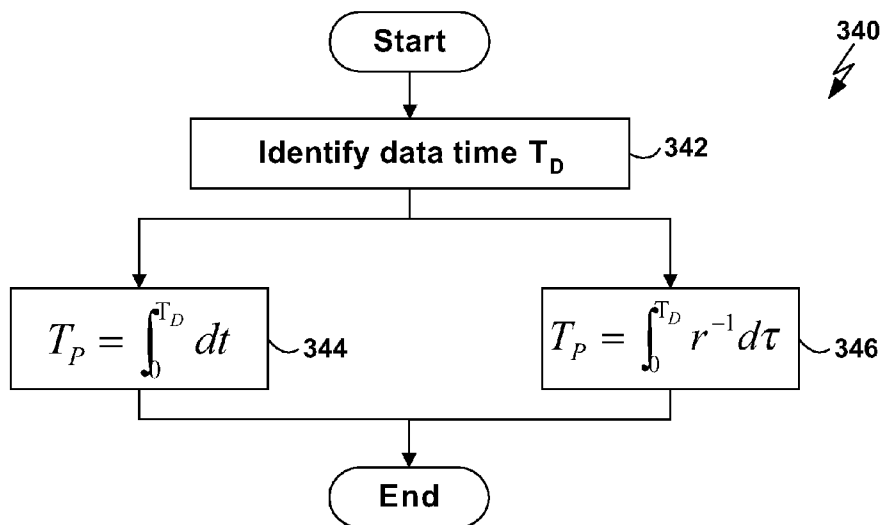 Start
340
Identify data time T_D
342
T_P = ∫_0^{T_D} dt
344
T_P = ∫_0^{T_D} r^{-1} dτ
346
End